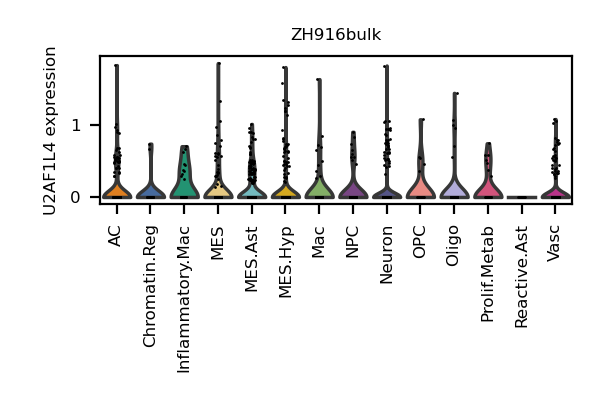 ZH916bulk
U2AF1L4 expression
1
0
AC
Chromatin.Reg
Inflammatory.Mac
MES
MES.Ast
MES.Hyp
Mac
NPC
Neuron
OPC
Oligo
Prolif.Metab
Reactive.Ast
Vasc